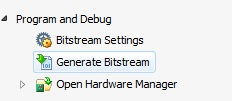 Program and Debug
Bitstream Settings
Generate Bitstream
Open Hardware Manager